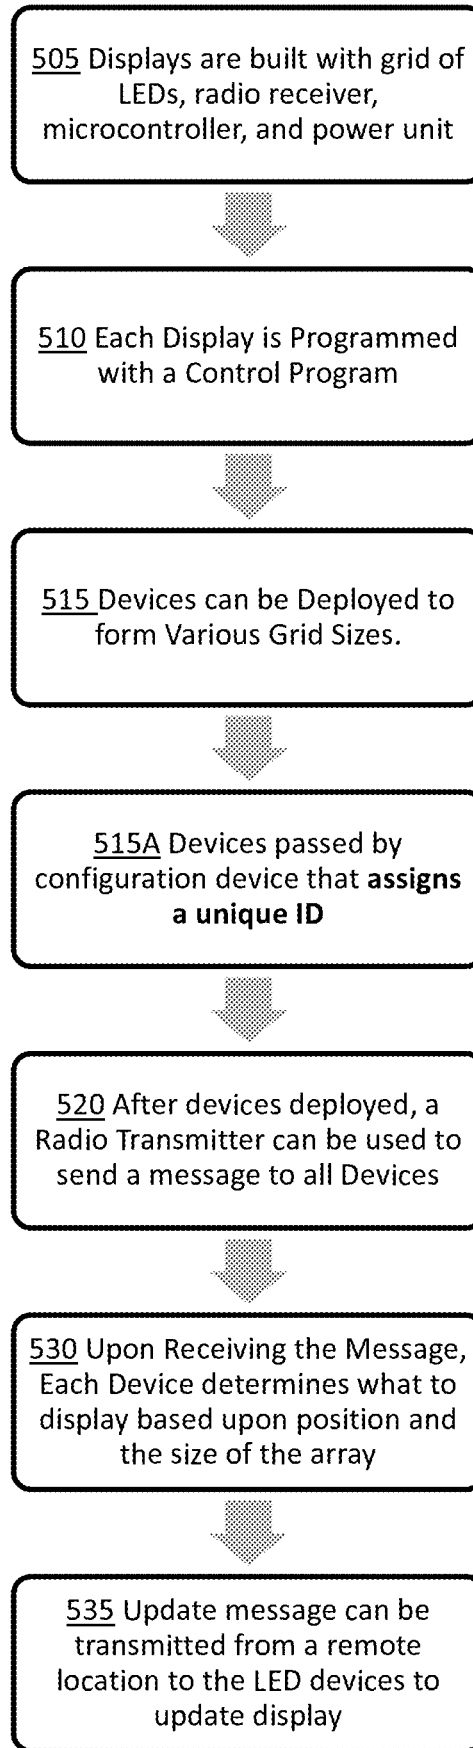 505 Displays are built with grid of
LEDs, radio receiver,
microcontroller, and power unit
510 Each Display is Programmed
with a Control Program
515 Devices can be Deployed to
form Various Grid Sizes.
515A Devices passed by
configuration device that assigns
a unique ID
520 After devices deployed, a
Radio Transmitter can be used to
send a message to all Devices
530 Upon Receiving the Message,
Each Device determines what to
display based upon position and
the size of the array
535 Update message can be
transmitted from a remote
location to the LED devices to
update display